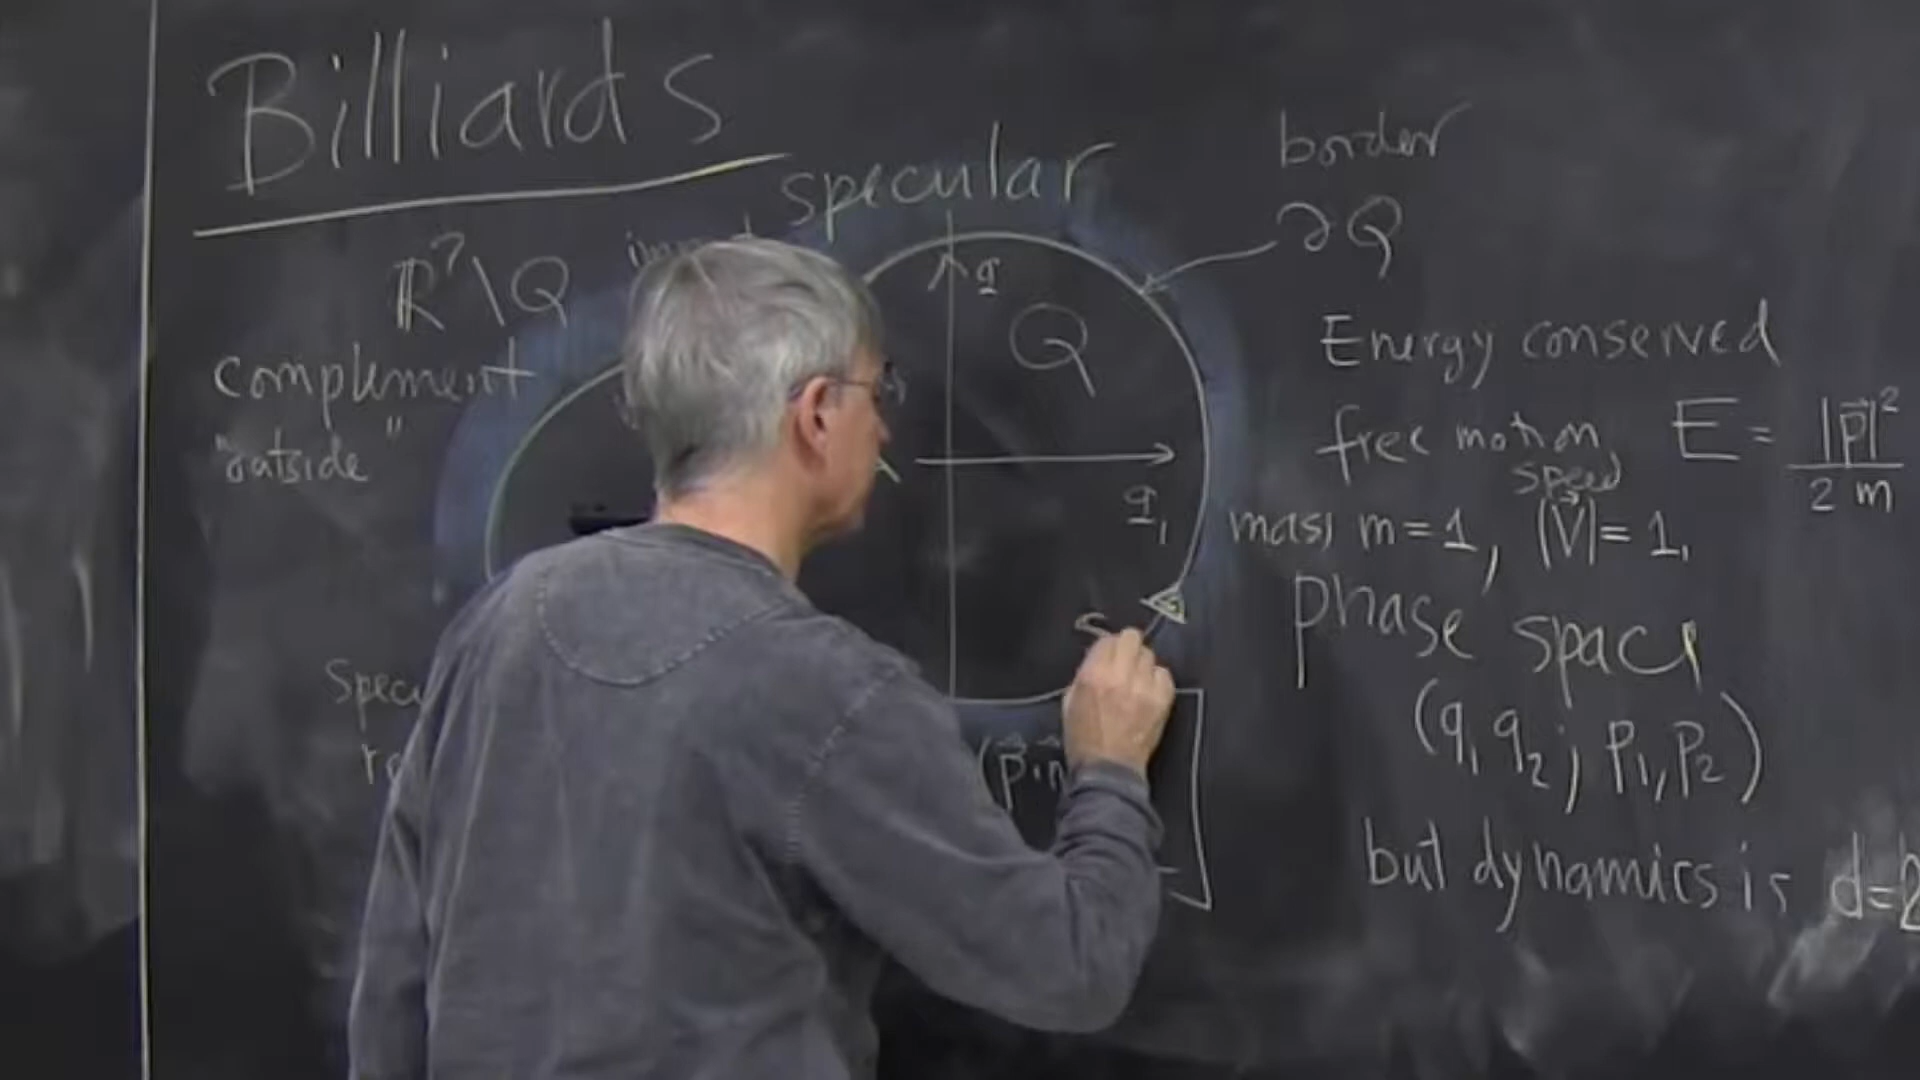 Billiards
specular
border
∂Q
R²\Q
complement
"outside"
q
Q
q₁
Energy conserved
free motion
E = |p⃗|² / 2m
speed
mass m=1, |v⃗|=1,
phase space
(q₁ q₂; p₁, p₂)
but dynamics is d=
s
(p⃗·n